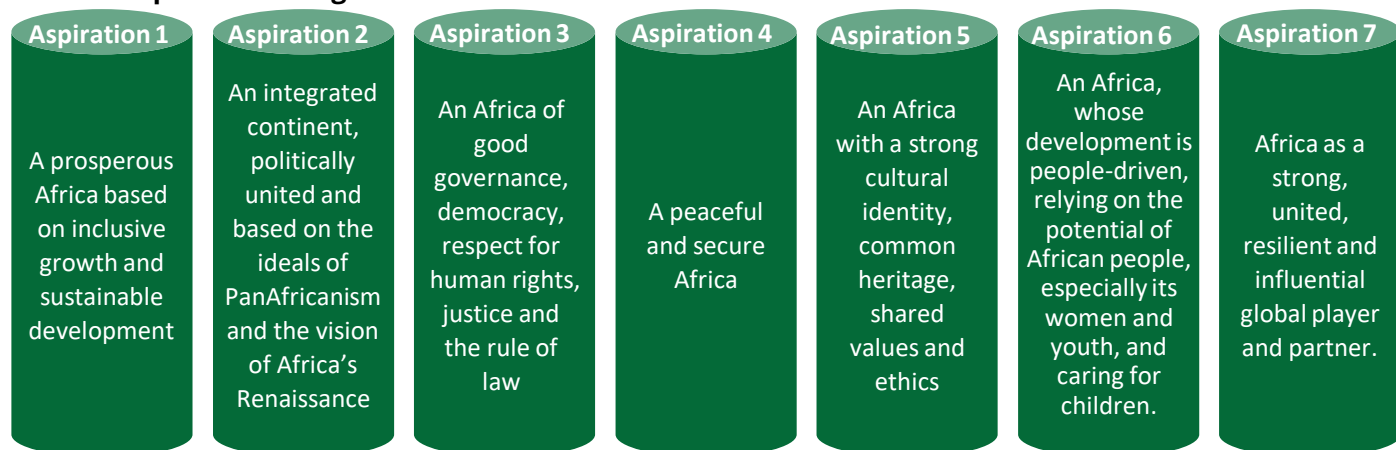 Aspiration 1
A prosperous
Africa based
on inclusive
growth and
sustainable
development
Aspiration 2
An integrated
continent,
politically
united and
based on the
ideals of
PanAfricanism
and the vision
of Africa’s
Renaissance
Aspiration 3
An Africa of
good
governance,
democracy,
respect for
human rights,
justice and
the rule of
law
Aspiration 4
A peaceful
and secure
Africa
Aspiration 5
An Africa
with a strong
cultural
identity,
common
heritage,
shared
values and
ethics
Aspiration 6
An Africa,
whose
development is
people-driven,
relying on the
potential of
African people,
especially its
women and
youth, and
caring for
children.
Aspiration 7
Africa as a
strong,
united,
resilient and
influential
global player
and partner.